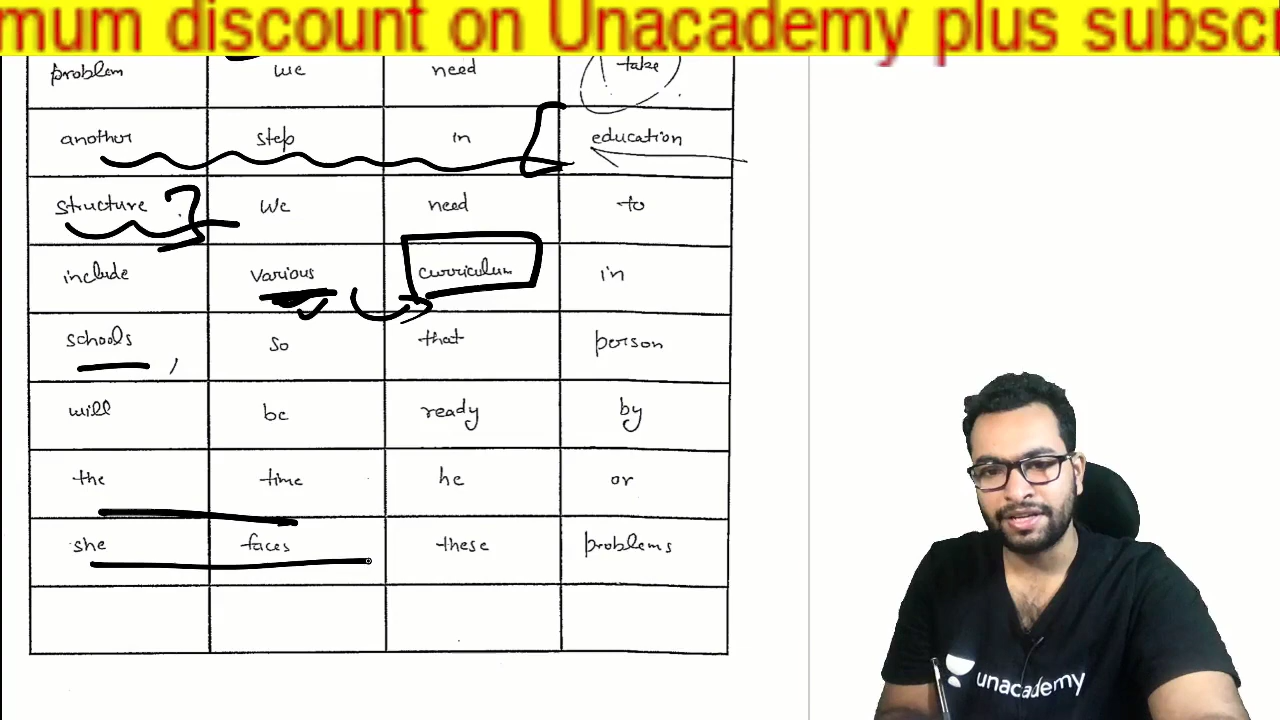 mum discount on Unacademy plus subscr
problem we need take
another step in education
structure ? We need to
include various curriculum in
schools , so that person
will be ready by
the time he or
she faces these problems
unacademy